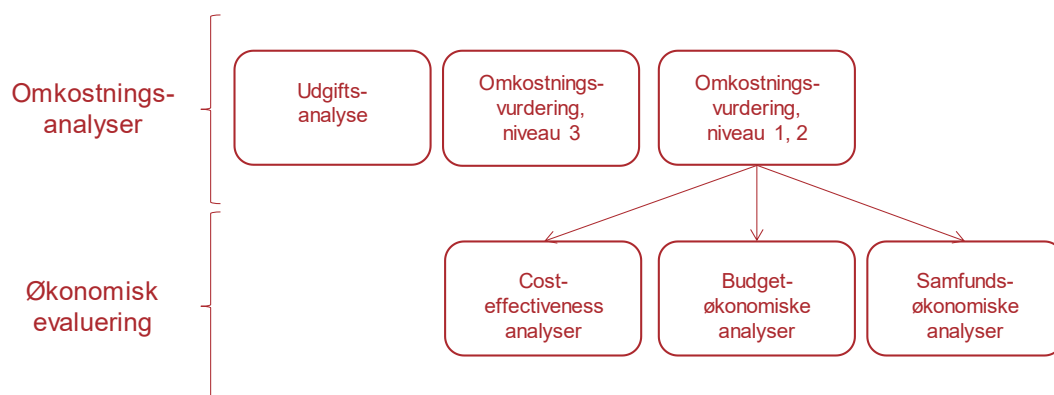 Omkostnings-
analyser
Udgifts-
analyse
Omkostnings-
vurdering,
niveau 3
Omkostnings-
vurdering,
niveau 1, 2
Økonomisk
evaluering
Cost-
effectiveness
analyser
Budget-
økonomiske
analyser
Samfunds-
økonomiske
analyser